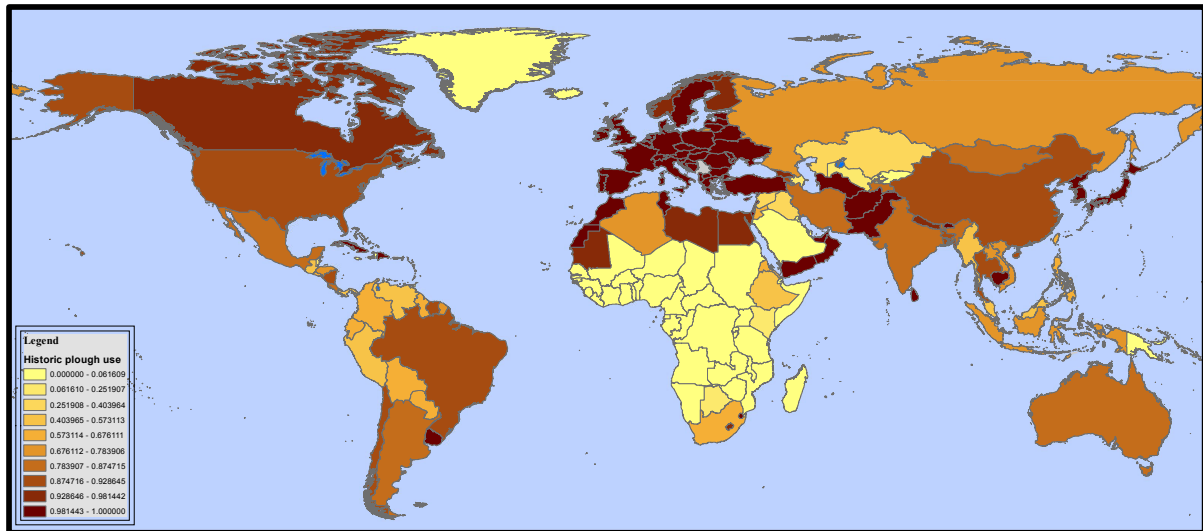 Legend
Historic plough use
0.000000 - 0.061609
0.061610 - 0.251907
0.251908 - 0.403964
0.403965 - 0.573113
0.573114 - 0.676111
0.676112 - 0.783906
0.783907 - 0.874715
0.874716 - 0.928645
0.928646 - 0.981442
0.981443 - 1.000000